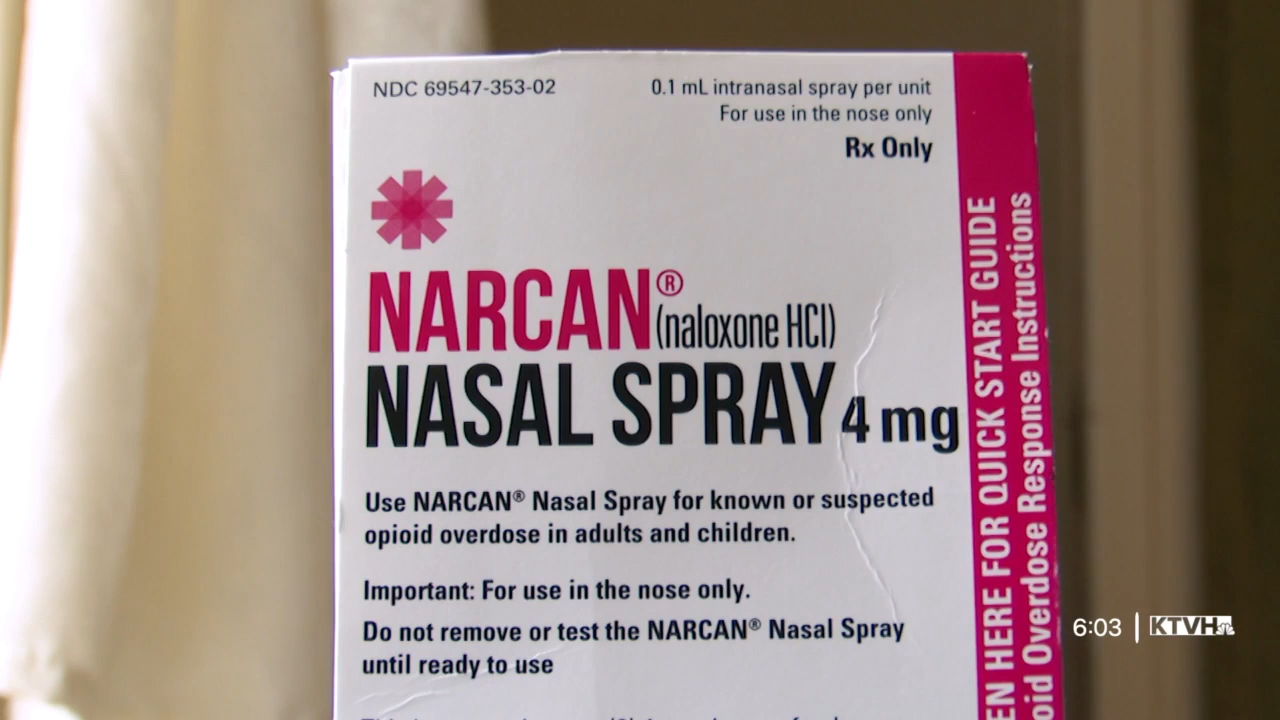 NDC 69547-353-02
0.1 mL intranasal spray per unit
For use in the nose only
Rx Only
NARCAN®
(naloxone HCl)
NASAL SPRAY 4 mg
Use NARCAN® Nasal Spray for known or suspected
opioid overdose in adults and children.
Important: For use in the nose only.
Do not remove or test the NARCAN® Nasal Spray
until ready to use
EN HERE FOR QUICK START GUIDE
oid Overdose Response Instructions
6:03 | KTVH